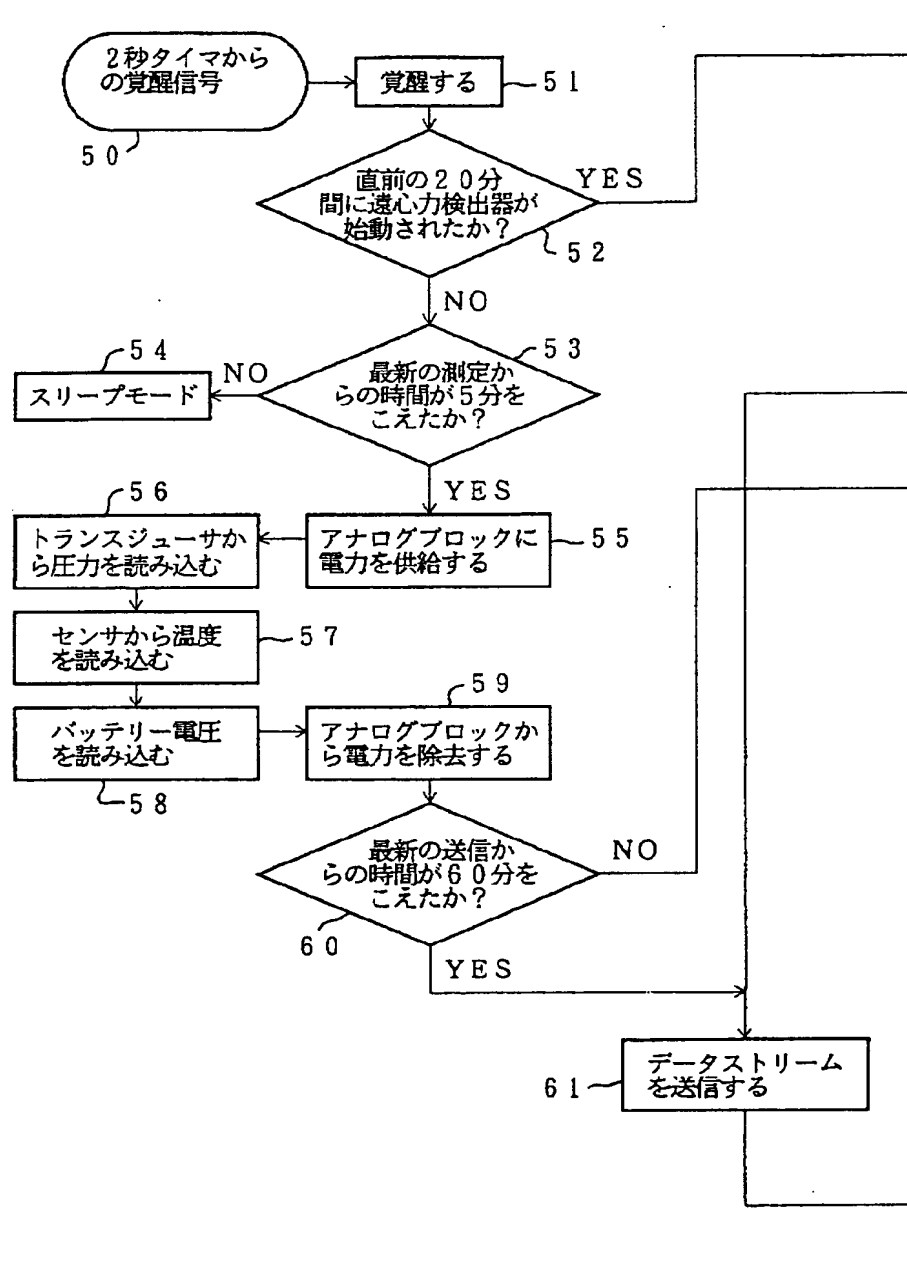 2秒タイマから
の覚醒信号
50
覚醒する
51
直前の20分
間に遠心力検出器が
始動されたか?
YES
52
NO
53
最新の測定か
らの時間が5分を
こえたか?
NO
54
スリープモード
YES
アナログブロックに
電力を供給する
55
56
トランスジューサか
ら圧力を読み込む
センサから温度
を読み込む
57
バッテリー電圧
を読み込む
58
59
アナログブロックか
ら電力を除去する
最新の送信か
らの時間が60分を
こえたか?
NO
60
YES
データストリーム
を送信する
61